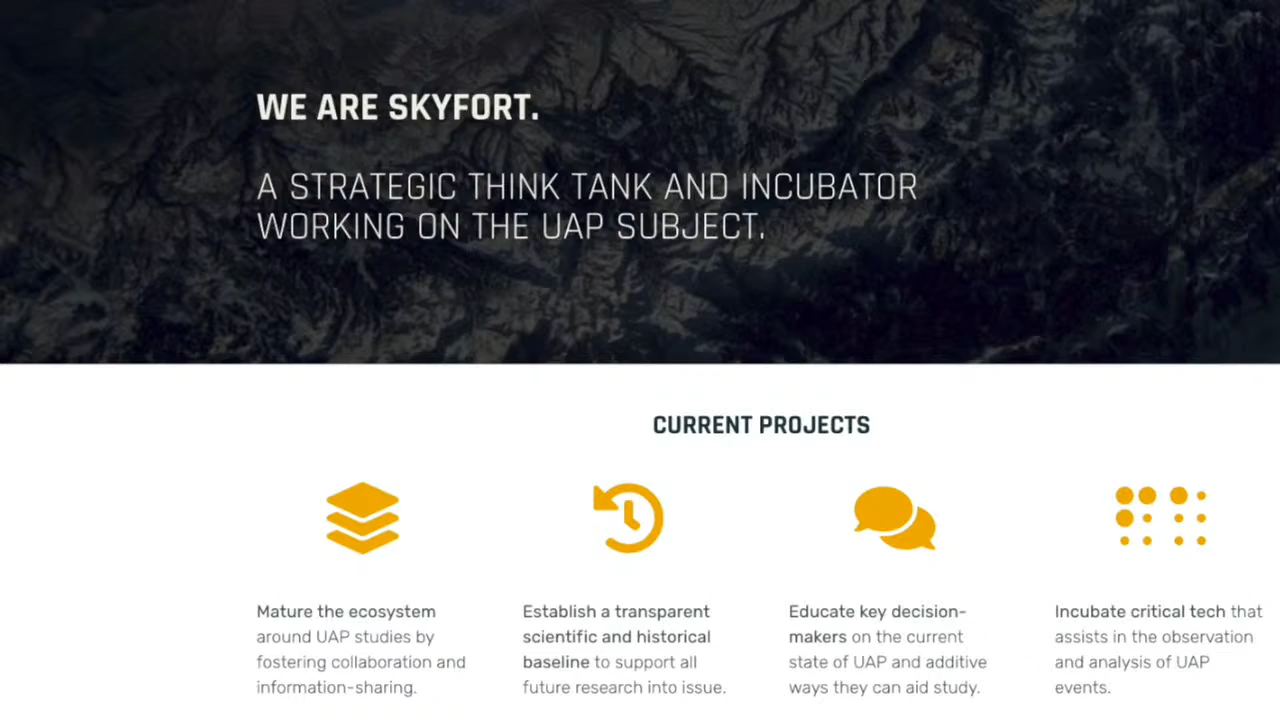 WE ARE SKYFORT.
A STRATEGIC THINK TANK AND INCUBATOR
WORKING ON THE UAP SUBJECT.
CURRENT PROJECTS
Mature the ecosystem
around UAP studies by
fostering collaboration and
information-sharing.
Establish a transparent
scientific and historical
baseline to support all
future research into issue.
Educate key decision-
makers on the current
state of UAP and additive
ways they can aid study.
Incubate critical tech that
assists in the observation
and analysis of UAP
events.